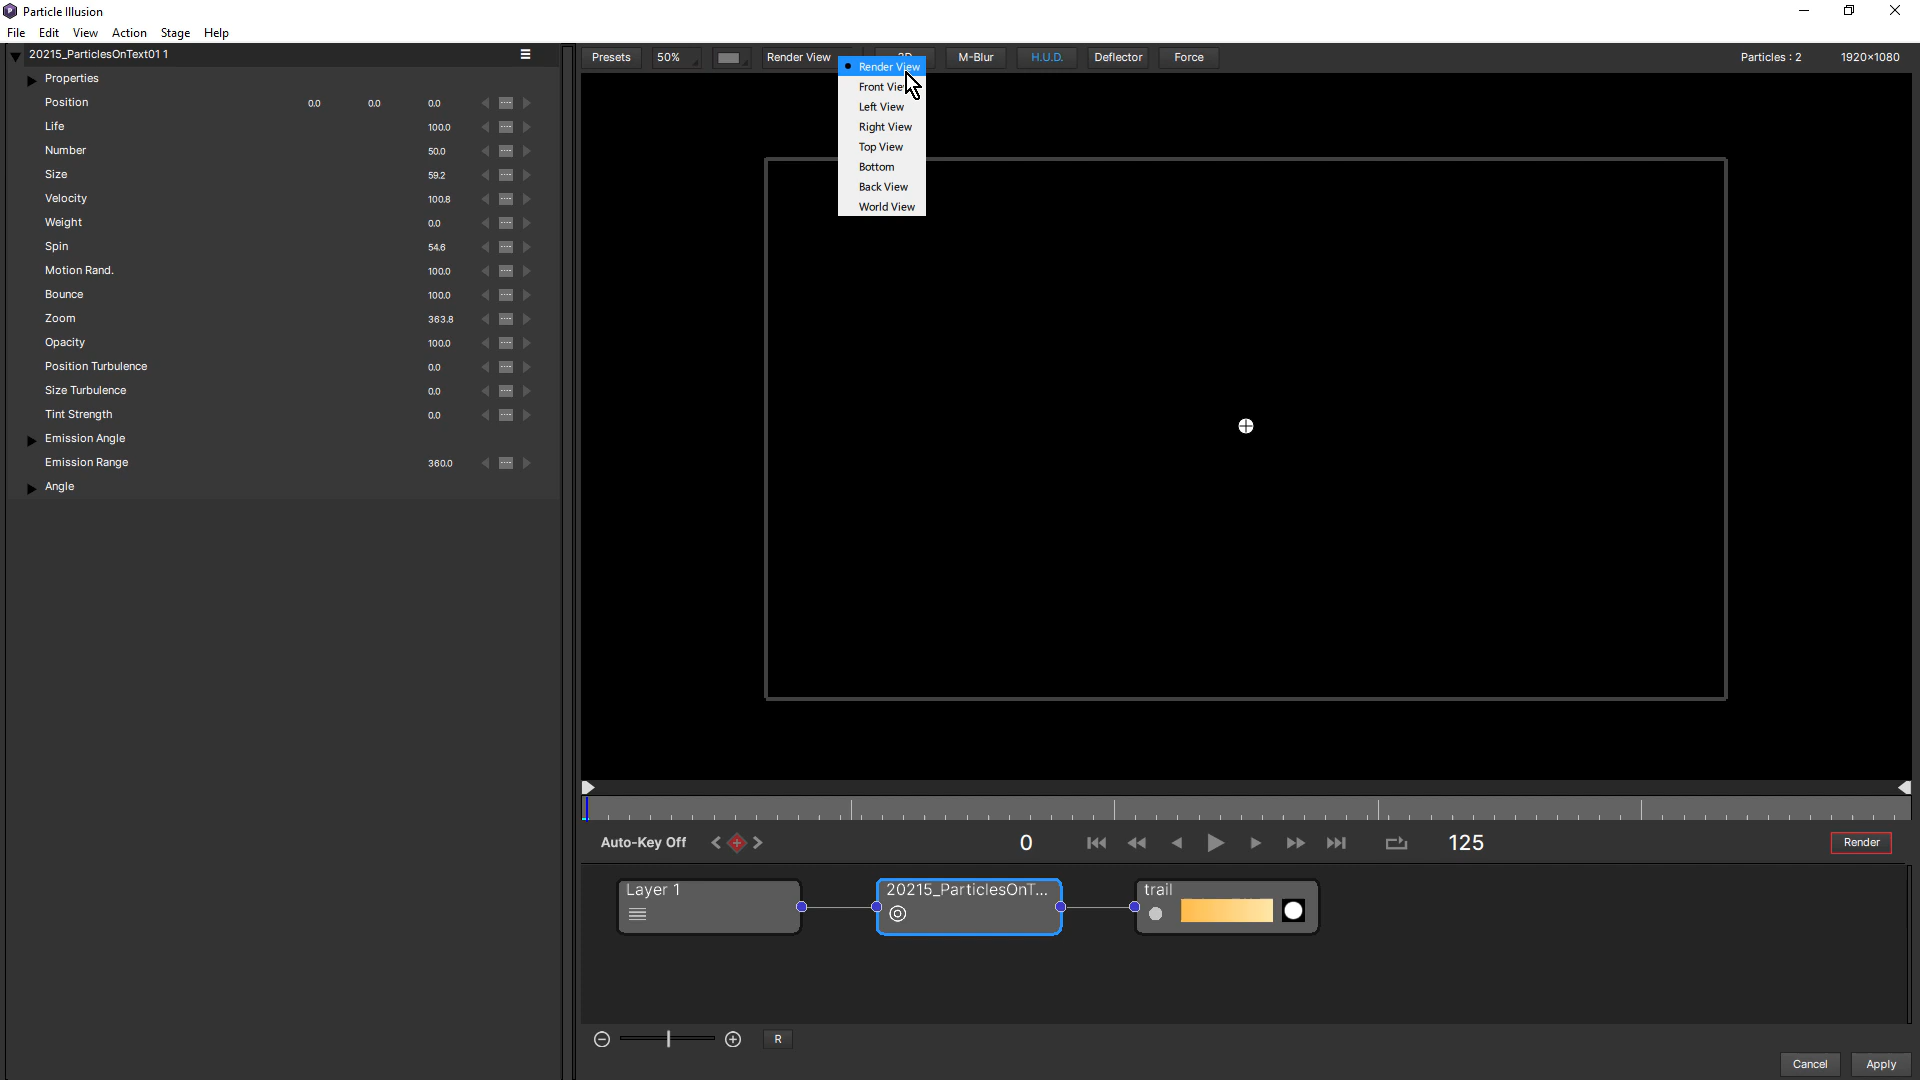 Particle Illusion
File Edit View Action Stage Help
20215_ParticlesOnText01 1
Properties
Position 0.0 0.0 0.0
Life 100.0
Number 50.0
Size 59.2
Velocity 100.8
Weight 0.0
Spin 54.6
Motion Rand. 100.0
Bounce 100.0
Zoom 363.8
Opacity 100.0
Position Turbulence 0.0
Size Turbulence 0.0
Tint Strength 0.0
Emission Angle
Emission Range 360.0
Angle
Presets 50% Render View M-Blur H.U.D. Deflector Force Particles : 2 1920×1080
Render View
Front View
Left View
Right View
Top View
Bottom
Back View
World View
Auto-Key Off 0 125 Render
Layer 1 20215_ParticlesOnT... trail
R
Cancel Apply